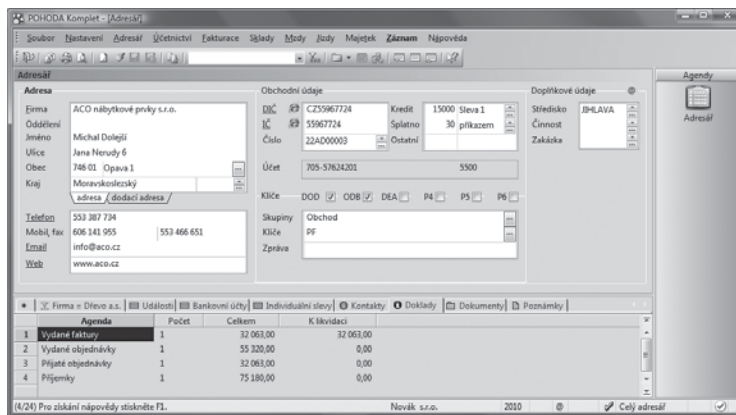 POHODA Komplet - [Adresář]
Soubor Nastavení Adresář Účetnictví Fakturace Sklady Mzdy Jízdy Majetek Záznam Nápověda
Adresář
Agendy
Adresář
Adresa
Firma ACO nábytkové prvky s.r.o.
Oddělení
Jméno Michal Dolejší
Ulice Jana Nerudy 6
Obec 746 01 Opava 1
Kraj Moravskoslezský
adresa dodací adresa
Telefon 553 387 734
Mobil, fax 606 141 955 553 466 651
Email info@aco.cz
Web www.aco.cz
Obchodní údaje
DIČ CZ55967724 Kredit 15000 Sleva 1
IČ 55967724 Splatno 30 příkazem
Číslo 22AD00003 Ostatní
Účet 705-57624201 5500
Klíče DOD ODB DEA P4 P5 P6
Skupiny Obchod
Klíče PF
Zpráva
Doplňkové údaje
Středisko JIHLAVA
Činnost
Zakázka
Firma = Dřevo a.s. Události Bankovní účty Individuální slevy Kontakty Doklady Dokumenty Poznámky
Agenda Počet Celkem K likvidaci
1 Vydané faktury 1 32 063,00 32 063,00
2 Vydané objednávky 1 55 320,00 0,00
3 Přijaté objednávky 1 32 063,00 0,00
4 Příjemky 1 75 180,00 0,00
(4/24) Pro získání nápovědy stiskněte F1. Novák s.r.o. 2010 @ Celý adresář